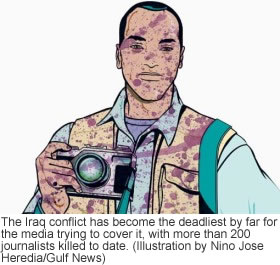 The Iraq conflict has become the deadliest by far for
the media trying to cover it, with more than 200
journalists killed to date. (Illustration by Nino Jose
Heredia/Gulf News)